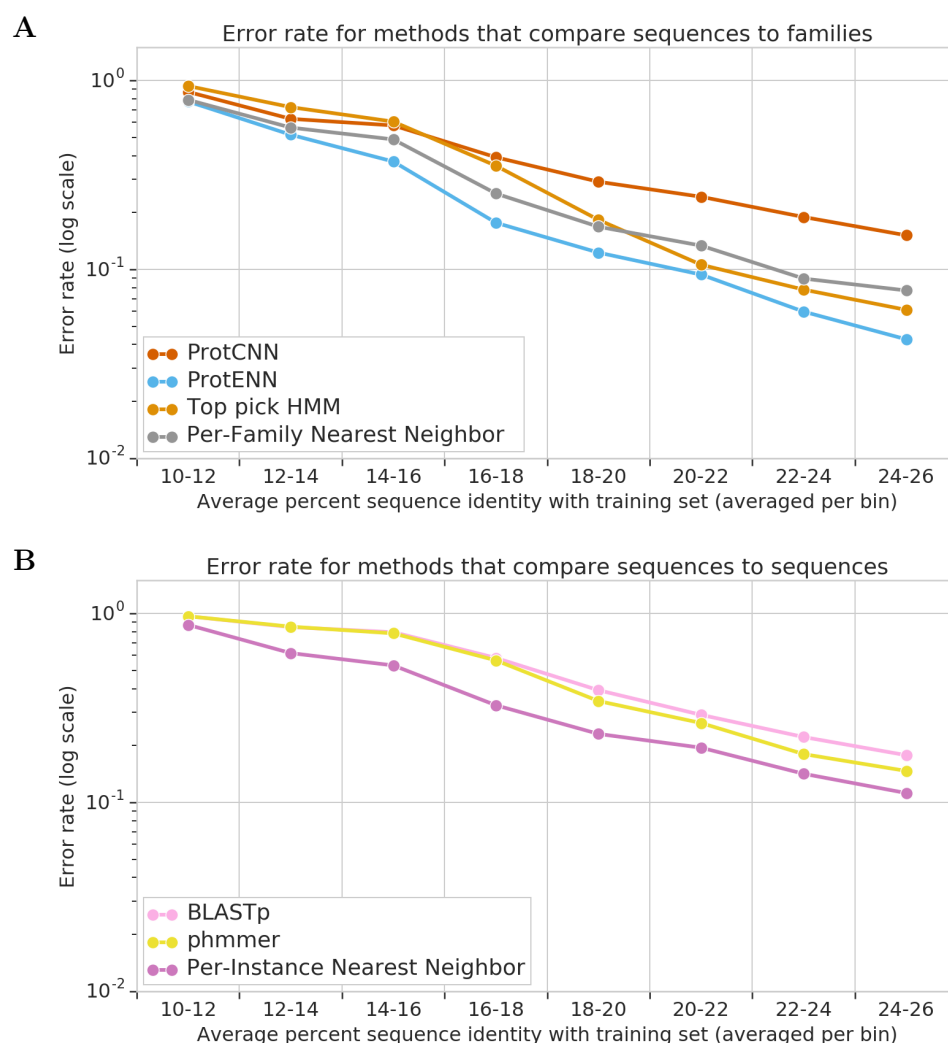 A
Error rate for methods that compare sequences to families
10^0
10^-1
10^-2
Error rate (log scale)
ProtCNN
ProtENN
Top pick HMM
Per-Family Nearest Neighbor
10-12 12-14 14-16 16-18 18-20 20-22 22-24 24-26
Average percent sequence identity with training set (averaged per bin)
B
Error rate for methods that compare sequences to sequences
10^0
10^-1
10^-2
Error rate (log scale)
BLASTp
phmmer
Per-Instance Nearest Neighbor
10-12 12-14 14-16 16-18 18-20 20-22 22-24 24-26
Average percent sequence identity with training set (averaged per bin)